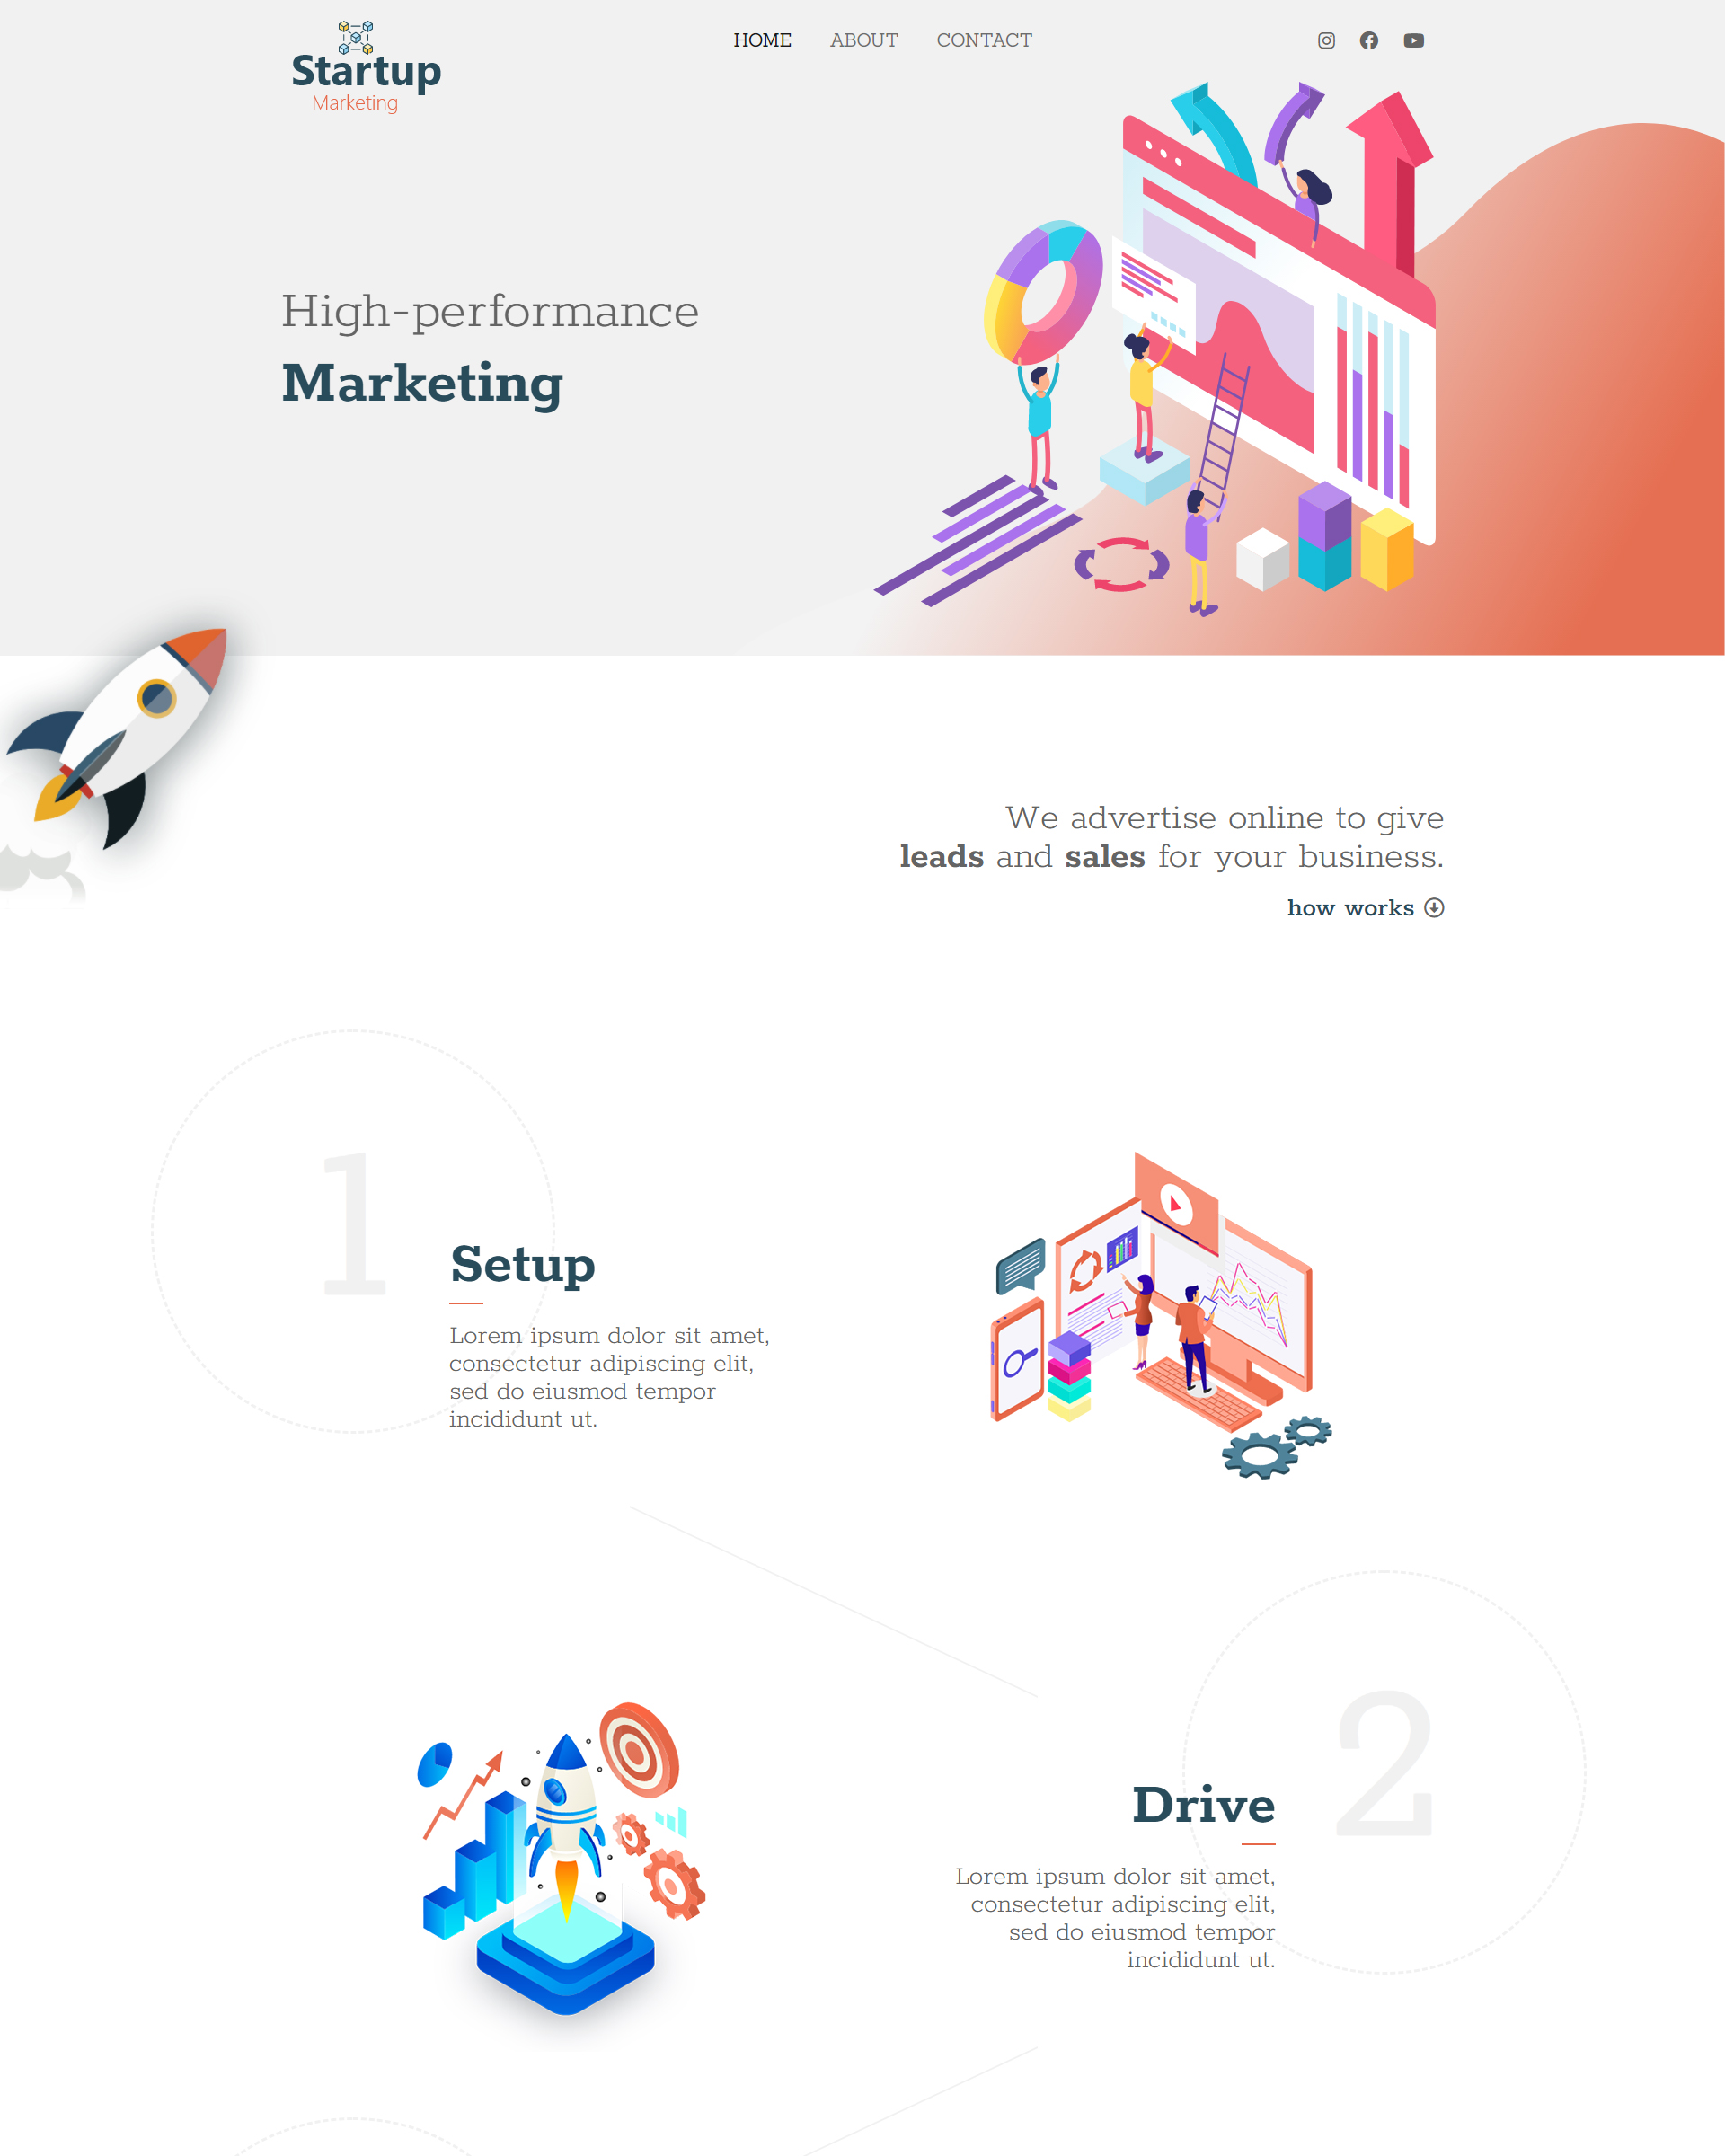 Startup
Marketing
HOME ABOUT CONTACT
High-performance
Marketing
We advertise online to give
leads and sales for your business.
how works
1
Setup
Lorem ipsum dolor sit amet,
consectetur adipiscing elit,
sed do eiusmod tempor
incididunt ut.
2
Drive
Lorem ipsum dolor sit amet,
consectetur adipiscing elit,
sed do eiusmod tempor
incididunt ut.